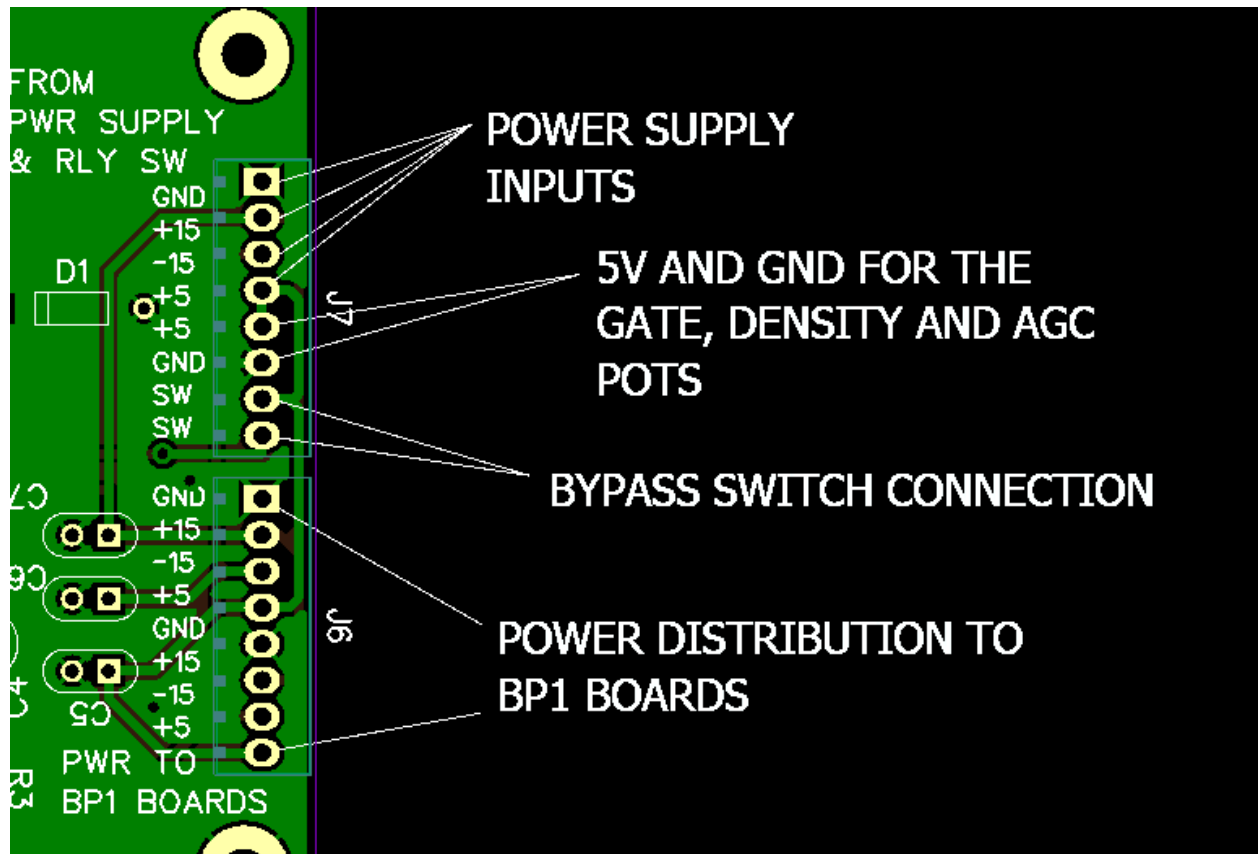 FROM
PWR SUPPLY
& RLY SW
GND
+15
-15
+5
+5
GND
SW
SW
D1
J7
POWER SUPPLY
INPUTS
5V AND GND FOR THE
GATE, DENSITY AND AGC
POTS
BYPASS SWITCH CONNECTION
C7
GND
+15
-15
+5
GND
+15
-15
+5
C6
C5
J6
R3
PWR TO
BP1 BOARDS
POWER DISTRIBUTION TO
BP1 BOARDS